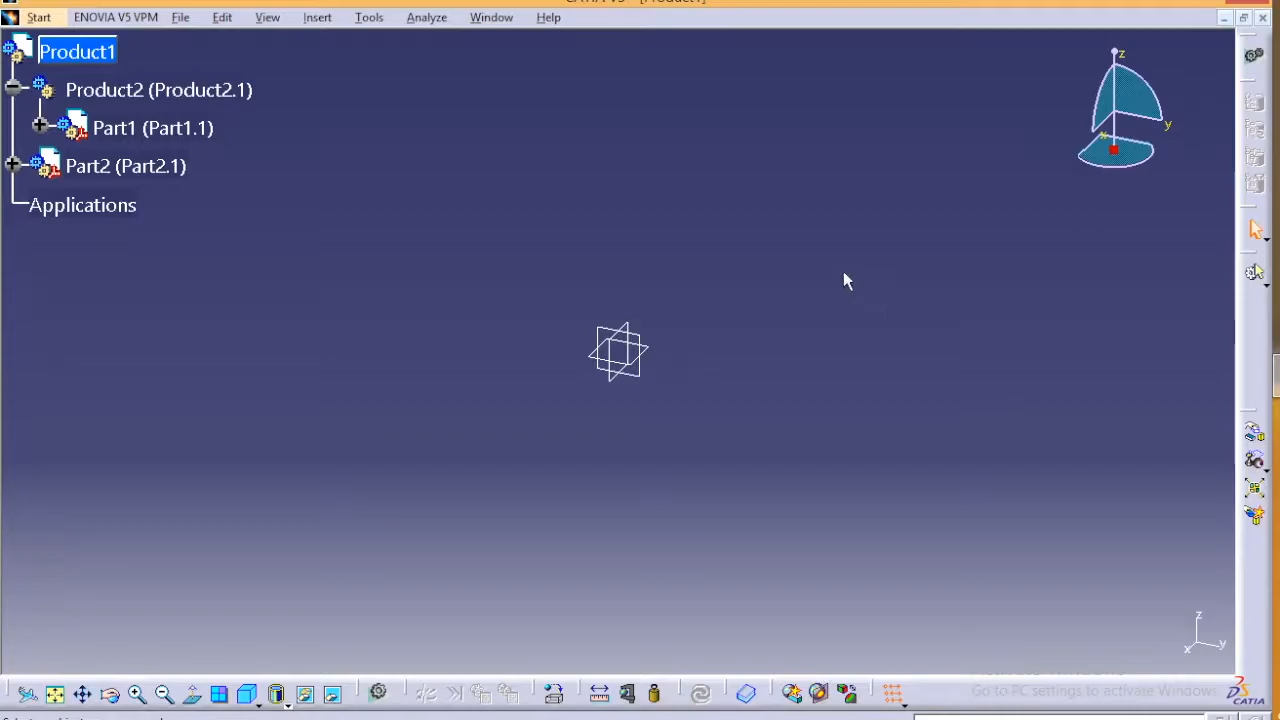 Start ENOVIA V5 VPM File Edit View Insert Tools Analyze Window Help
Product1
Product2 (Product2.1)
Part1 (Part1.1)
Part2 (Part2.1)
Applications
z
y
x
z
y
x
to PC settings to activate Windows
CATIA